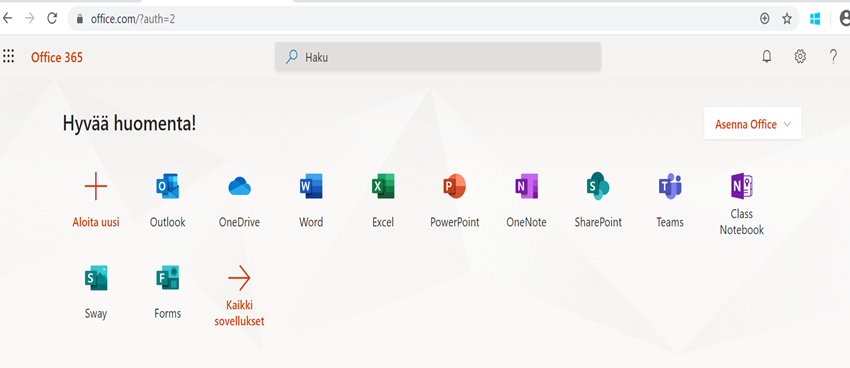 office.com/?auth=2
Office 365
Haku
Hyvää huomenta!
Asenna Office
Aloita uusi
Outlook
OneDrive
Word
Excel
PowerPoint
OneNote
SharePoint
Teams
Class
Notebook
Sway
Forms
Kaikki
sovellukset